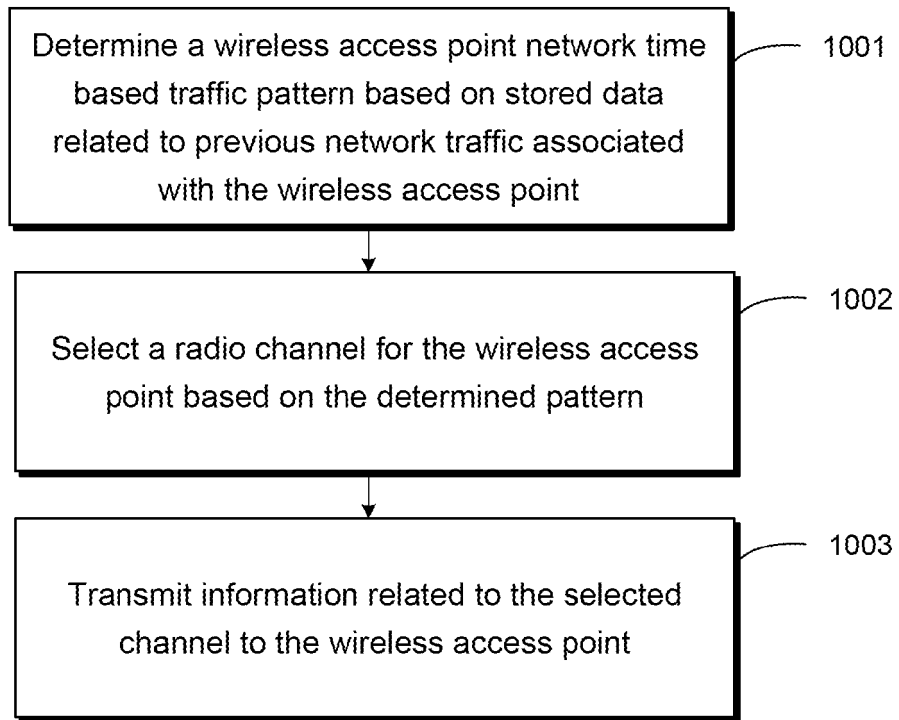 Determine a wireless access point network time
based traffic pattern based on stored data
related to previous network traffic associated
with the wireless access point
1001
Select a radio channel for the wireless access
point based on the determined pattern
1002
Transmit information related to the selected
channel to the wireless access point
1003